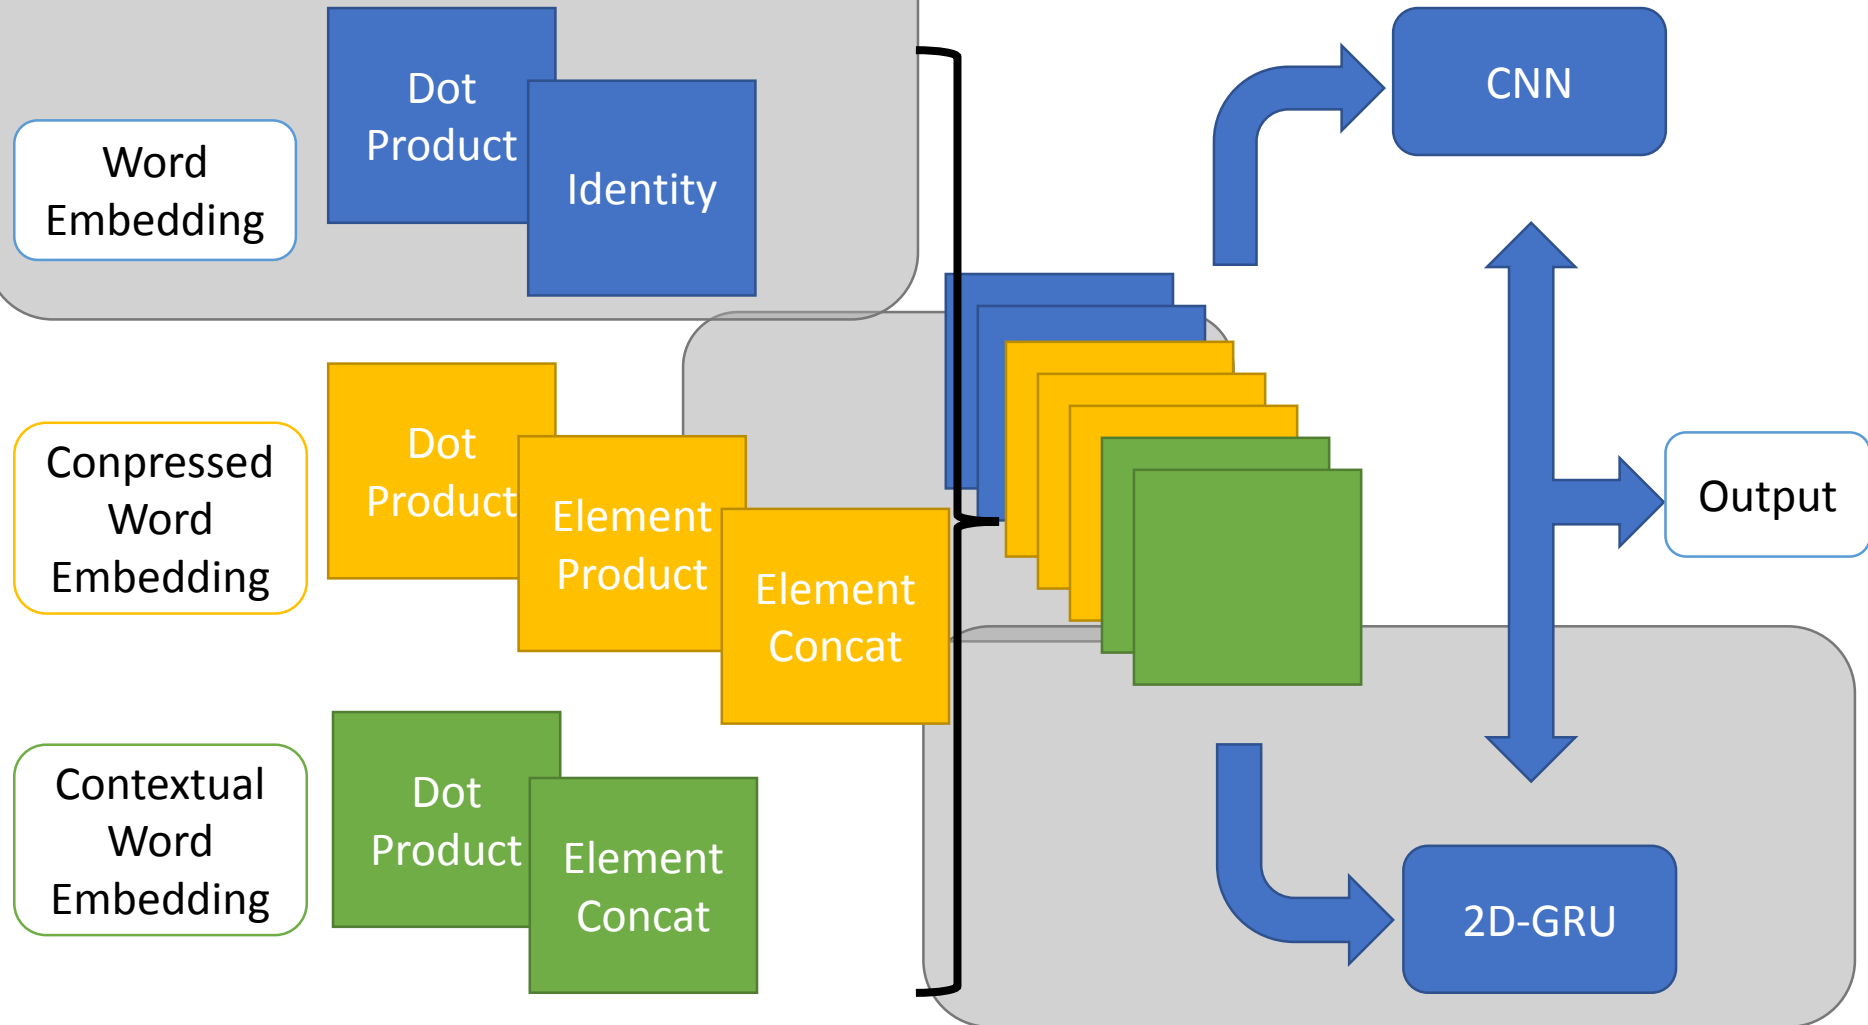 Word
Embedding
Dot
Product
Identity
Conpressed
Word
Embedding
Dot
Product
Element
Product
Element
Concat
Contextual
Word
Embedding
Dot
Product
Element
Concat
CNN
Output
2D-GRU